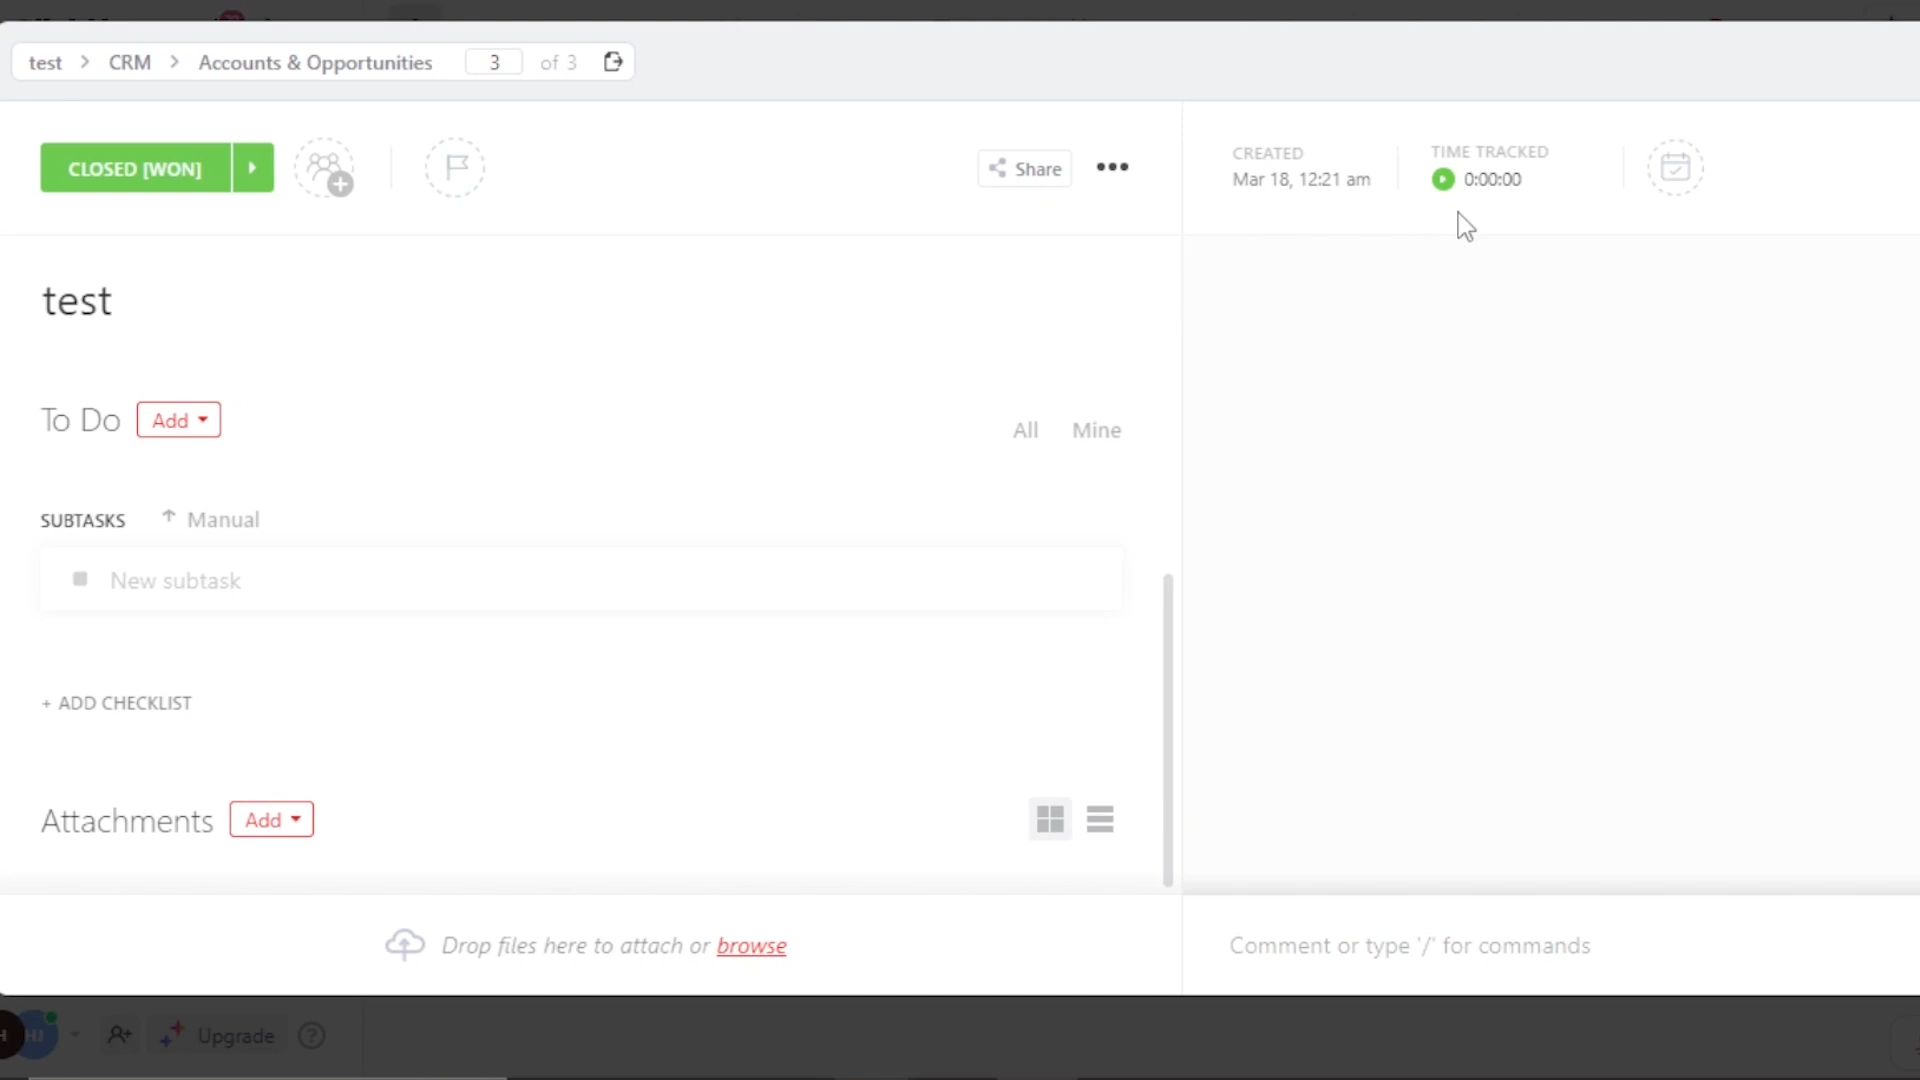 test > CRM > Accounts & Opportunities 3 of 3
CLOSED [WON]
Share
CREATED
Mar 18, 12:21 am
TIME TRACKED
0:00:00
test
To Do Add
All Mine
SUBTASKS Manual
New subtask
+ ADD CHECKLIST
Attachments Add
Drop files here to attach or browse
Comment or type '/' for commands
HJ
Upgrade ?